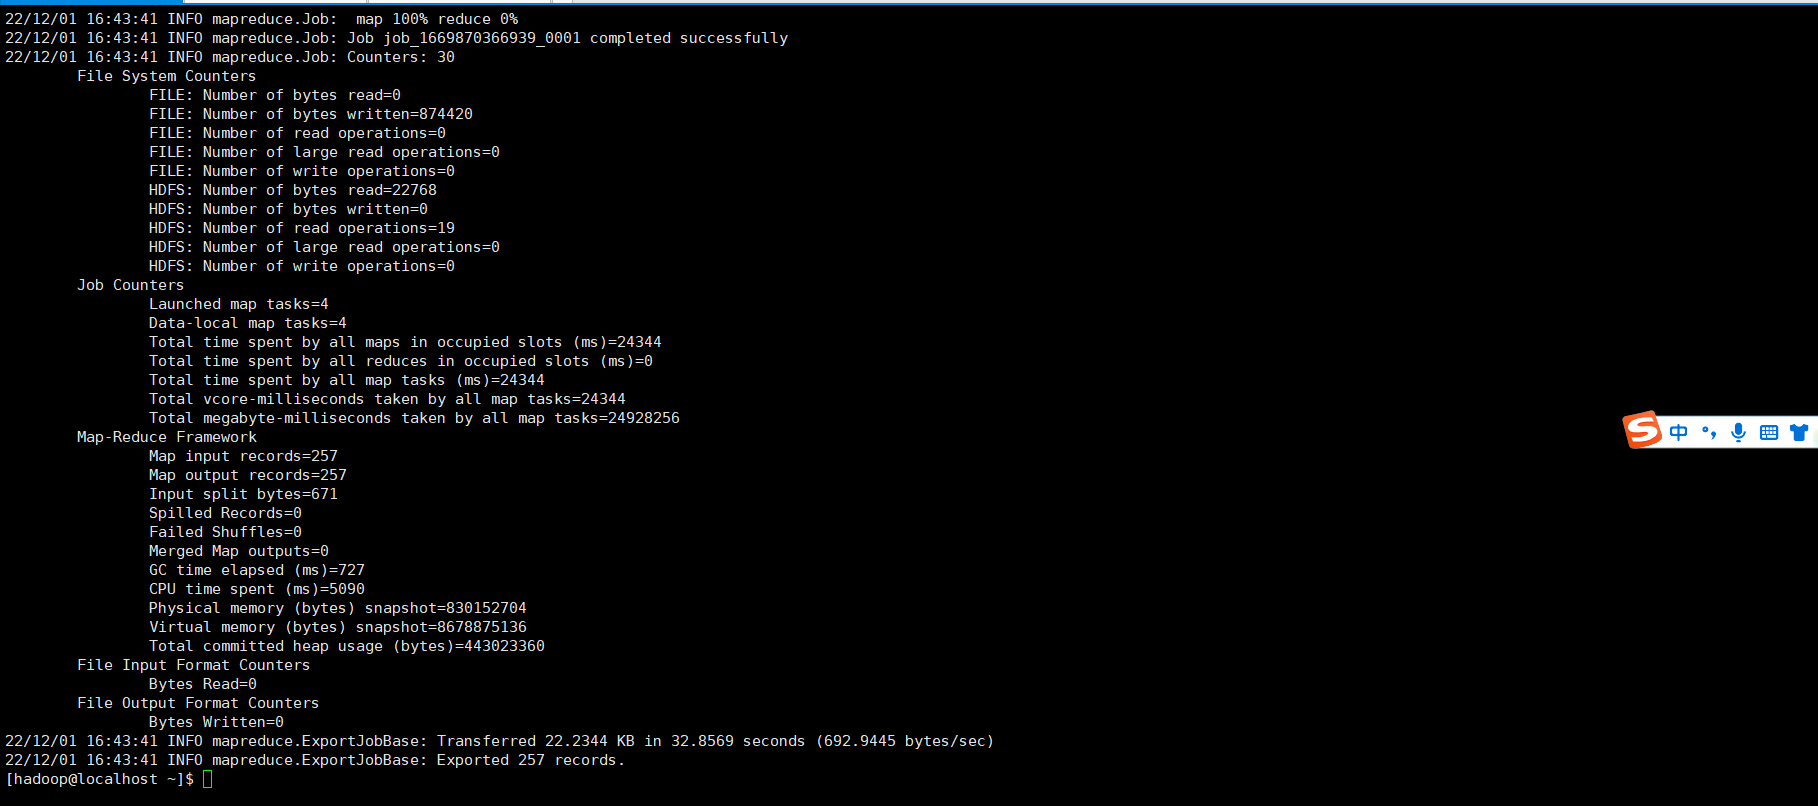 22/12/01 16:43:41 INFO mapreduce.Job:  map 100% reduce 0%
22/12/01 16:43:41 INFO mapreduce.Job: Job job_1669870366939_0001 completed successfully
22/12/01 16:43:41 INFO mapreduce.Job: Counters: 30
File System Counters
FILE: Number of bytes read=0
FILE: Number of bytes written=874420
FILE: Number of read operations=0
FILE: Number of large read operations=0
FILE: Number of write operations=0
HDFS: Number of bytes read=22768
HDFS: Number of bytes written=0
HDFS: Number of read operations=19
HDFS: Number of large read operations=0
HDFS: Number of write operations=0
Job Counters
Launched map tasks=4
Data-local map tasks=4
Total time spent by all maps in occupied slots (ms)=24344
Total time spent by all reduces in occupied slots (ms)=0
Total time spent by all map tasks (ms)=24344
Total vcore-milliseconds taken by all map tasks=24344
Total megabyte-milliseconds taken by all map tasks=24928256
Map-Reduce Framework
Map input records=257
Map output records=257
Input split bytes=671
Spilled Records=0
Failed Shuffles=0
Merged Map outputs=0
GC time elapsed (ms)=727
CPU time spent (ms)=5090
Physical memory (bytes) snapshot=830152704
Virtual memory (bytes) snapshot=8678875136
Total committed heap usage (bytes)=443023360
File Input Format Counters
Bytes Read=0
File Output Format Counters
Bytes Written=0
22/12/01 16:43:41 INFO mapreduce.ExportJobBase: Transferred 22.2344 KB in 32.8569 seconds (692.9445 bytes/sec)
22/12/01 16:43:41 INFO mapreduce.ExportJobBase: Exported 257 records.
[hadoop@localhost ~]$
S 中 °,